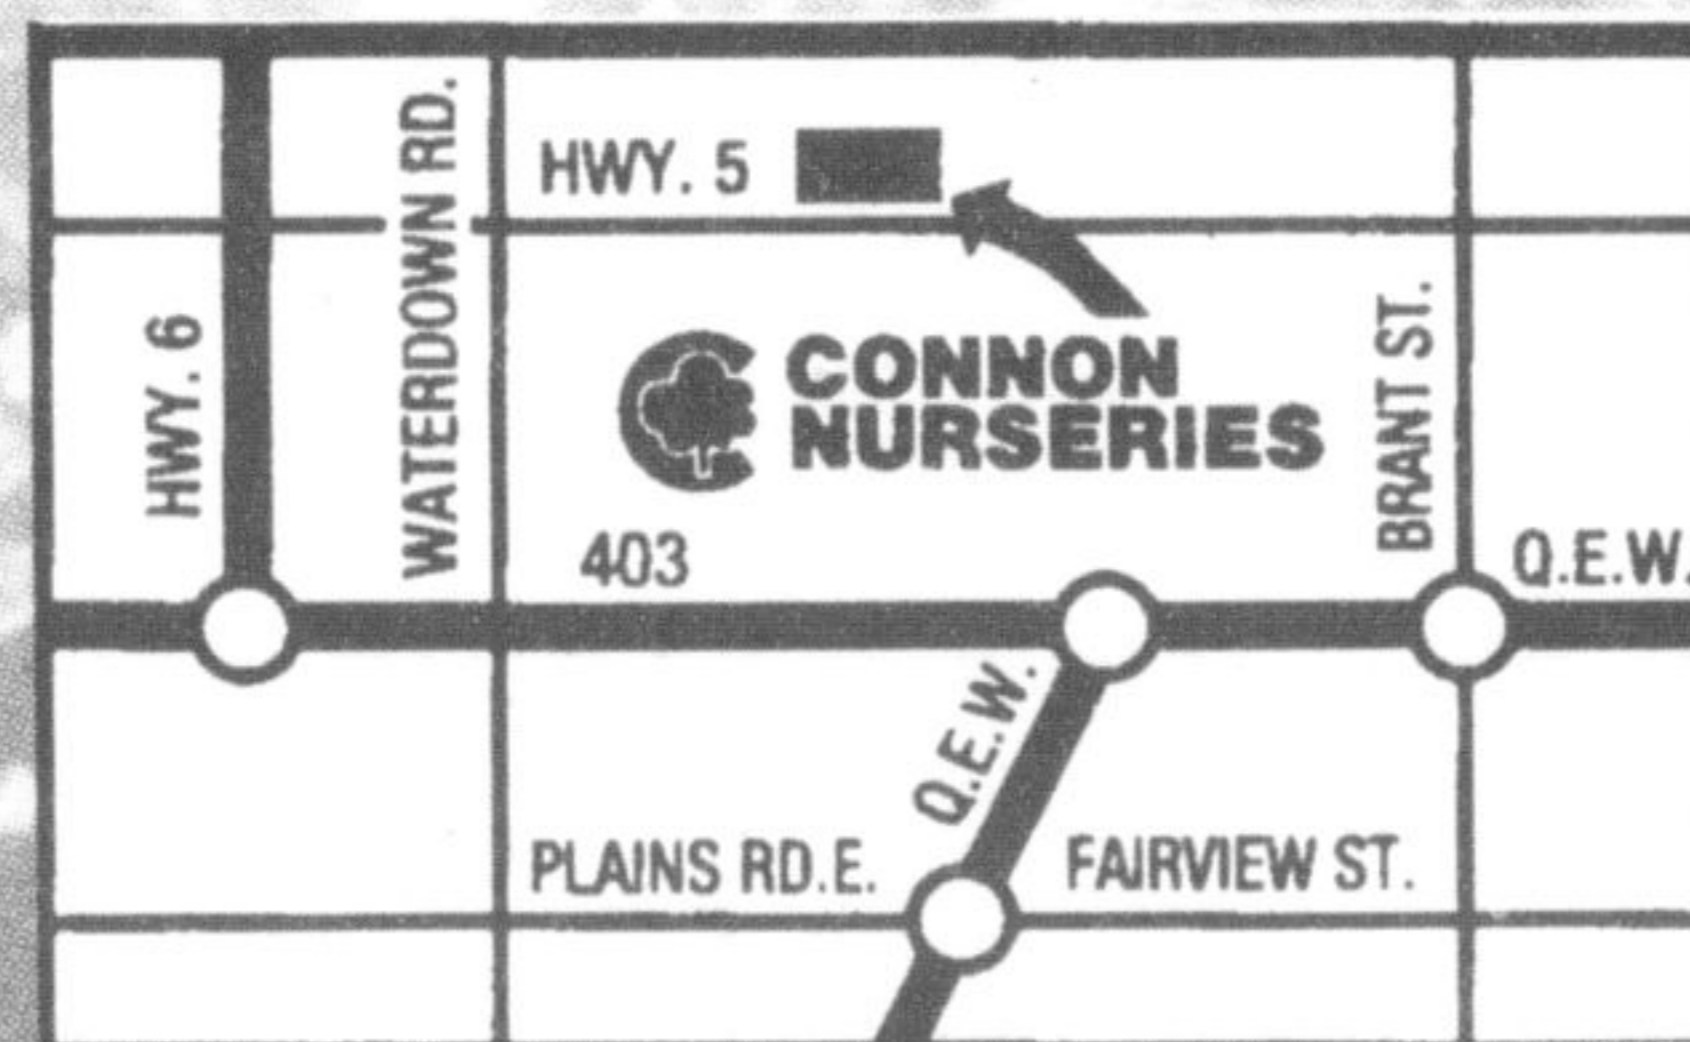 WATERDOWN RD.
HWY. 5
HWY. 6
CONNON
NURSERIES
BRANT ST.
403
Q.E.W.
Q.E.W.
PLAINS RD.E.
FAIRVIEW ST.